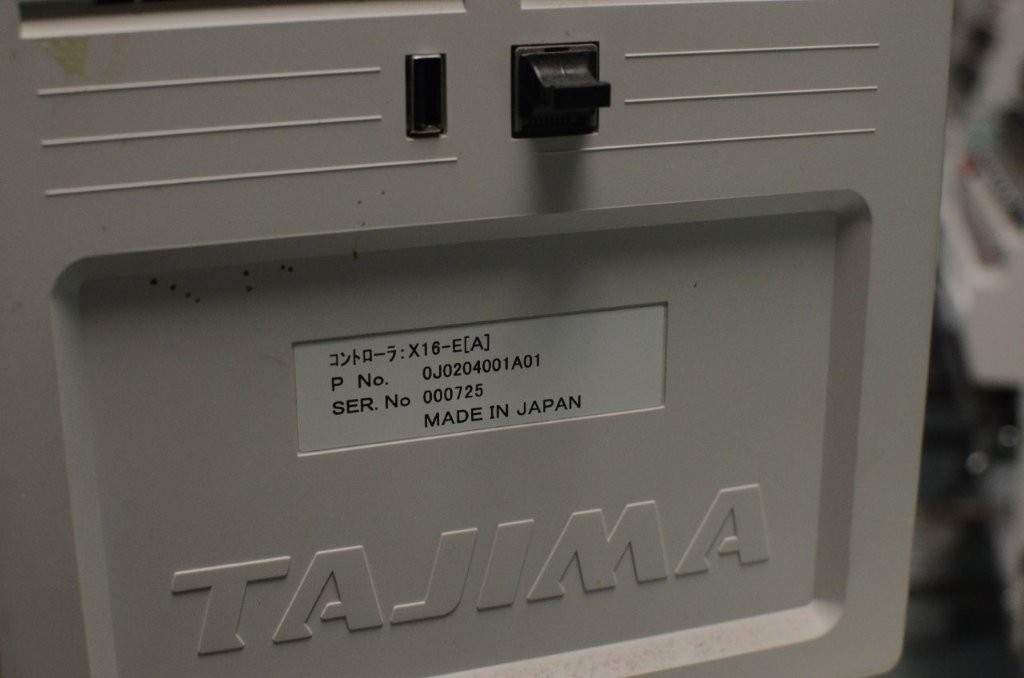 コントローラ:X16-E[A]
P No. 0J0204001A01
SER. No 000725
MADE IN JAPAN
TAJIMA